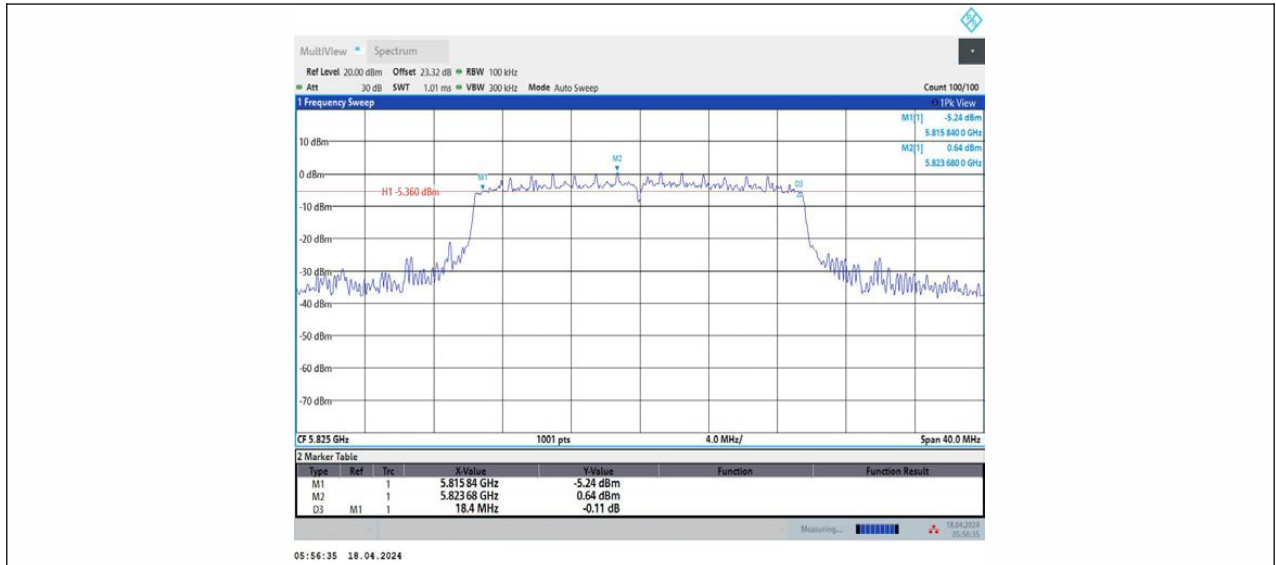 MultiView Spectrum
Ref Level 20.00 dBm Offset 23.32 dB RBW 100 kHz
Att 30 dB SWT 1.01 ms VBW 300 kHz Mode Auto Sweep Count 100/100
1 Frequency Sweep 1Pk View
M1[1] -5.24 dBm
5.815 840 0 GHz
10 dBm M2[1] 0.64 dBm
5.823 680 0 GHz
M2
0 dBm M1 D3
H1 -5.360 dBm
-10 dBm
-20 dBm
-30 dBm
-40 dBm
-50 dBm
-60 dBm
-70 dBm
CF 5.825 GHz 1001 pts 4.0 MHz/ Span 40.0 MHz
2 Marker Table
Type Ref Trc X-Value Y-Value Function Function Result
M1 1 5.815 84 GHz -5.24 dBm
M2 1 5.823 68 GHz 0.64 dBm
D3 M1 1 18.4 MHz -0.11 dB
Measuring... 18.04.2024
05:56:35
05:56:35 18.04.2024